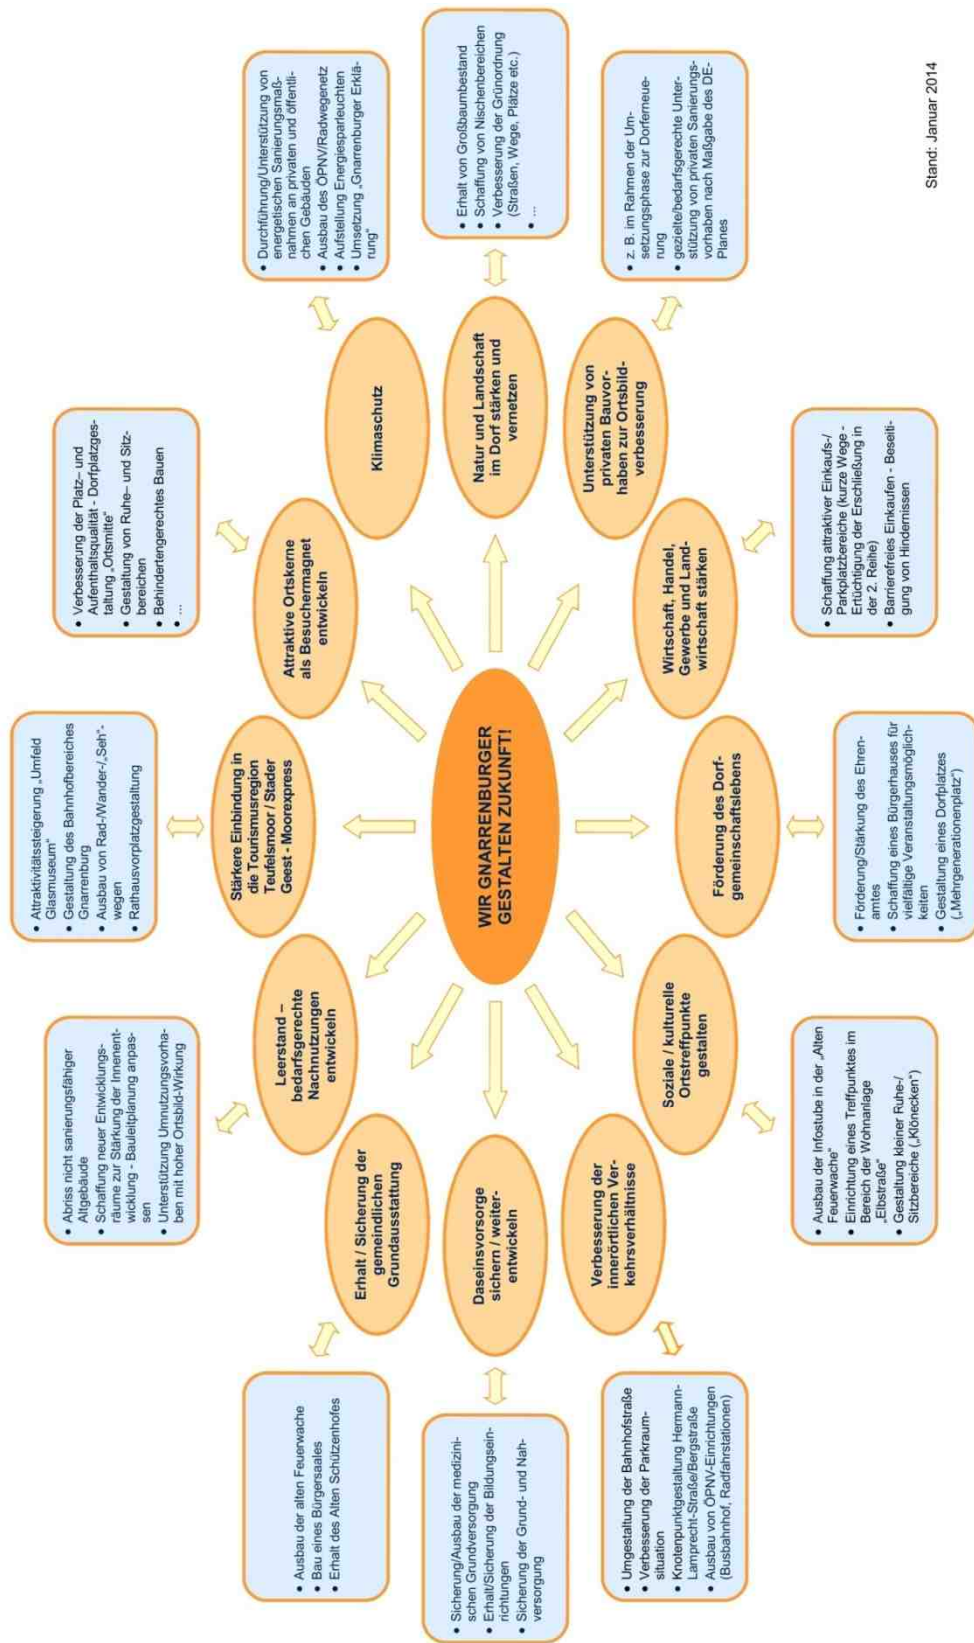 WIR GNARRENBURGER
GESTALTEN ZUKUNFT!
Stärkere Einbindung in
die Tourismusregion
Teufelsmoor / Stader
Geest - Moorexpress
• Attraktivitätssteigerung „Umfeld
Glasmuseum“
• Gestaltung des Bahnhofbereiches
Gnarrenburg
• Ausbau von Rad-/Wander-/„Seh“-
wegen
• Rathausvorplatzgestaltung
Attraktive Ortskerne
als Besuchermagnet
entwickeln
• Verbesserung der Platz– und
Aufenthaltsqualität - Dorfplatzges-
taltung „Ortsmitte“
• Gestaltung von Ruhe– und Sitz-
bereichen
• Behindertengerechtes Bauen
• ...
Klimaschutz
• Durchführung/Unterstützung von
energetischen Sanierungsmaß-
nahmen an privaten und öffentli-
chen Gebäuden
• Ausbau des ÖPNV/Radwegenetz
• Aufstellung Energiesparleuchten
• Umsetzung „Gnarrenburger Erklä-
rung“
Natur und Landschaft
im Dorf stärken und
vernetzen
• Erhalt von Großbaumbestand
• Schaffung von Nischenbereichen
• Verbesserung der Grünordnung
(Straßen, Wege, Plätze etc.)
• ...
Unterstützung von
privaten Bauvor-
haben zur Ortsbild-
verbesserung
• z. B. im Rahmen der Um-
setzungsphase zur Dorferneue-
rung
• gezielte/bedarfsgerechte Unter-
stützung von privaten Sanierungs-
vorhaben nach Maßgabe des DE-
Planes
Wirtschaft, Handel,
Gewerbe und Land-
wirtschaft stärken
• Schaffung attraktiver Einkaufs-/
Parkplatzbereiche (kurze Wege -
Ertüchtigung der Erschließung in
der 2. Reihe)
• Barrierefreies Einkaufen - Beseiti-
gung von Hindernissen
Förderung des Dorf-
gemeinschaftslebens
• Förderung/Stärkung des Ehren-
amtes
• Schaffung eines Bürgerhauses für
vielfältige Veranstaltungsmöglich-
keiten
• Gestaltung eines Dorfplatzes
(„Mehrgenerationenplatz“)
Soziale / kulturelle
Ortstreffpunkte
gestalten
• Ausbau der Infostube in der „Alten
Feuerwache“
• Einrichtung eines Treffpunktes im
Bereich der Wohnanlage
„Elbstraße“
• Gestaltung kleiner Ruhe-/
Sitzbereiche („Klönecken“)
Verbesserung der
innerörtlichen Ver-
kehrsverhältnisse
• Umgestaltung der Bahnhofstraße
• Verbesserung der Parkraum-
situation
• Knotenpunktgestaltung Hermann-
Lamprecht-Straße/Bergstraße
• Ausbau von ÖPNV-Einrichtungen
(Busbahnhof, Radfahrstationen)
Daseinsvorsorge
sichern / weiter-
entwickeln
• Sicherung/Ausbau der medizini-
schen Grundversorgung
• Erhalt/Sicherung der Bildungsein-
richtungen
• Sicherung der Grund- und Nah-
versorgung
Erhalt / Sicherung der
gemeindlichen
Grundausstattung
• Ausbau der alten Feuerwache
• Bau eines Bürgersaales
• Erhalt des Alten Schützenhofes
Leerstand –
bedarfsgerechte
Nachnutzungen
entwickeln
• Abriss nicht sanierungsfähiger
Altgebäude
• Schaffung neuer Entwicklungs-
räume zur Stärkung der Innenent-
wicklung - Bauleitplanung anpas-
sen
• Unterstützung Umnutzungsvorha-
ben mit hoher Ortsbild-Wirkung
Stand: Januar 2014